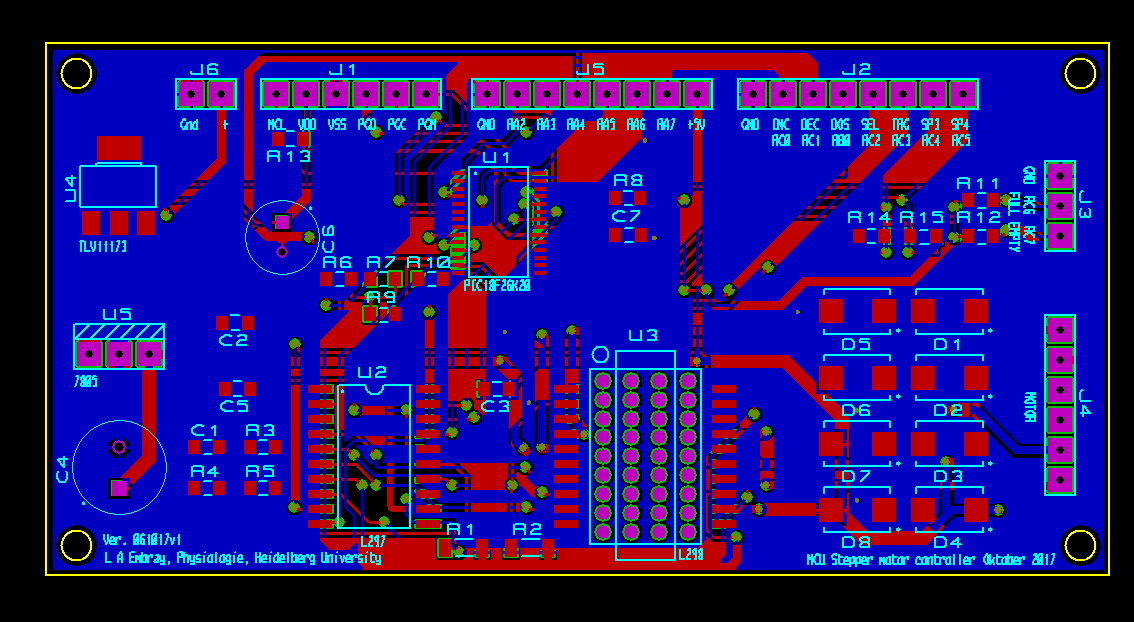 J6
J1
J5
J2
Gnd +
MCL VDD VSS PGD PGC PGM
GND RA2 RA3 RA4 RA5 RA6 RA7 +5V
GND INC DEC DOS SEL TAG SP3 SP4
RC0 RC1 RB0 RC2 RC3 RC4 RC5
R13
U1
U4
TLV11173
C6
R8
C7
R11
R14 R15 R12
GND RC6 RC7
FULL EMPTY
J3
R6 R7 R10
PIC18F26K20
R9
U5
7805
C2
U3
D5 D1
U2
C5
C3
D6 D2
MOTOR
J4
C1 R3
C4
R4 R5
D7 D3
R1 R2
L297
L298
D8 D4
Ver. 061017v1
L A Embray, Physiologie, Heidelberg University
MCU Stepper motor controller Oktober 2017